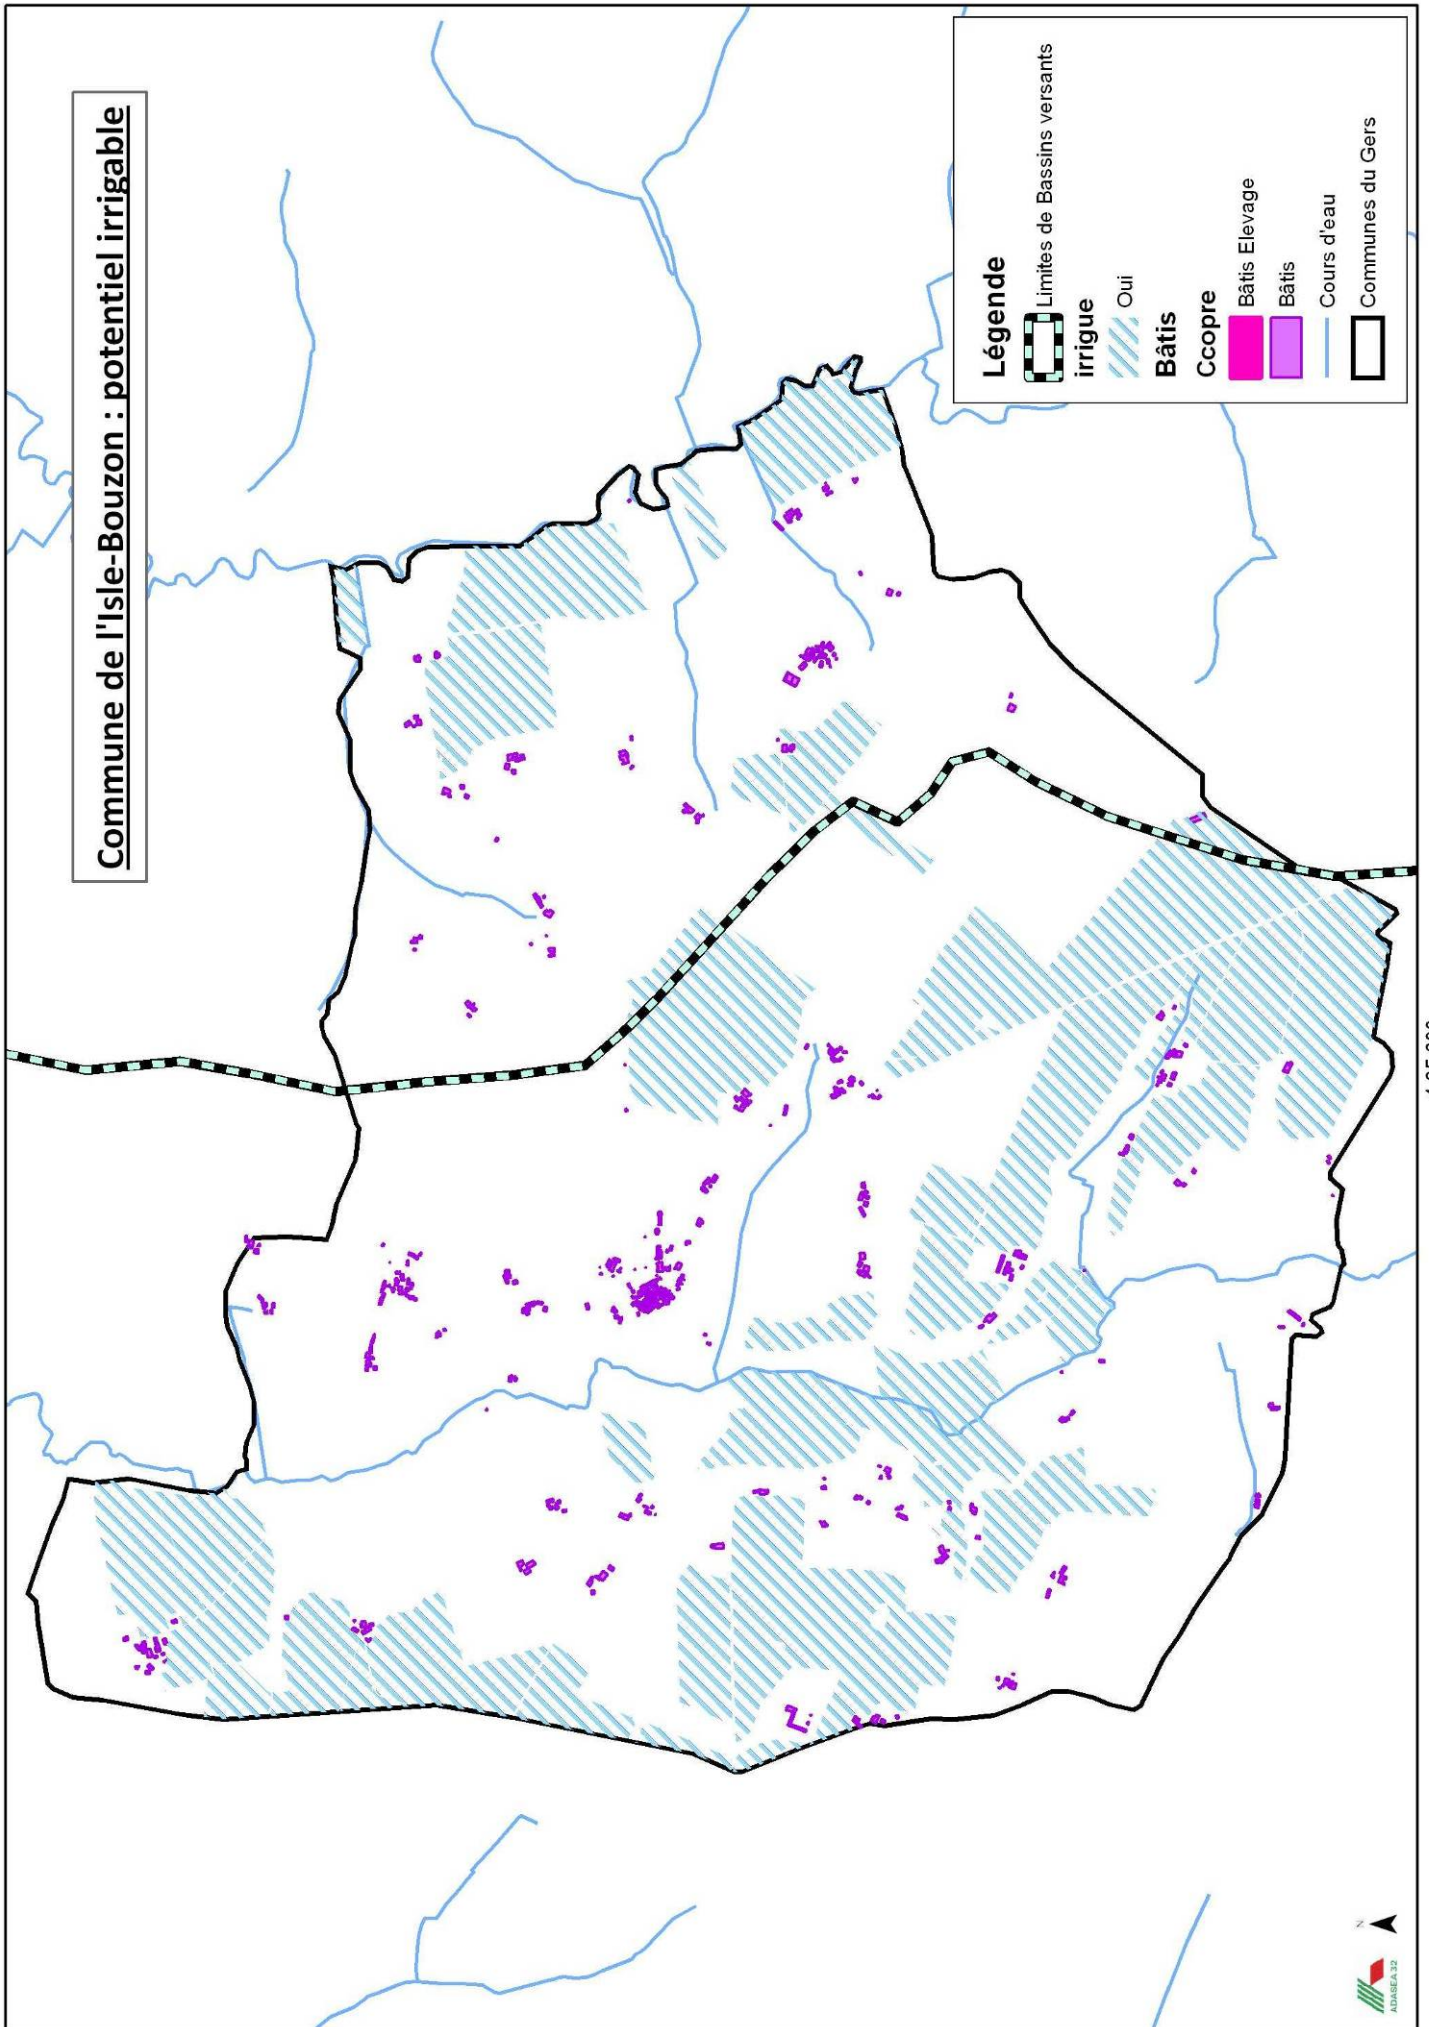 Commune de l'Isle-Bouzon : potentiel irrigable
Légende
Limites de Bassins versants
irrigue
Oui
Bâtis
Ccopre
Bâtis Elevage
Bâtis
Cours d'eau
Communes du Gers
N
ADASEA 32